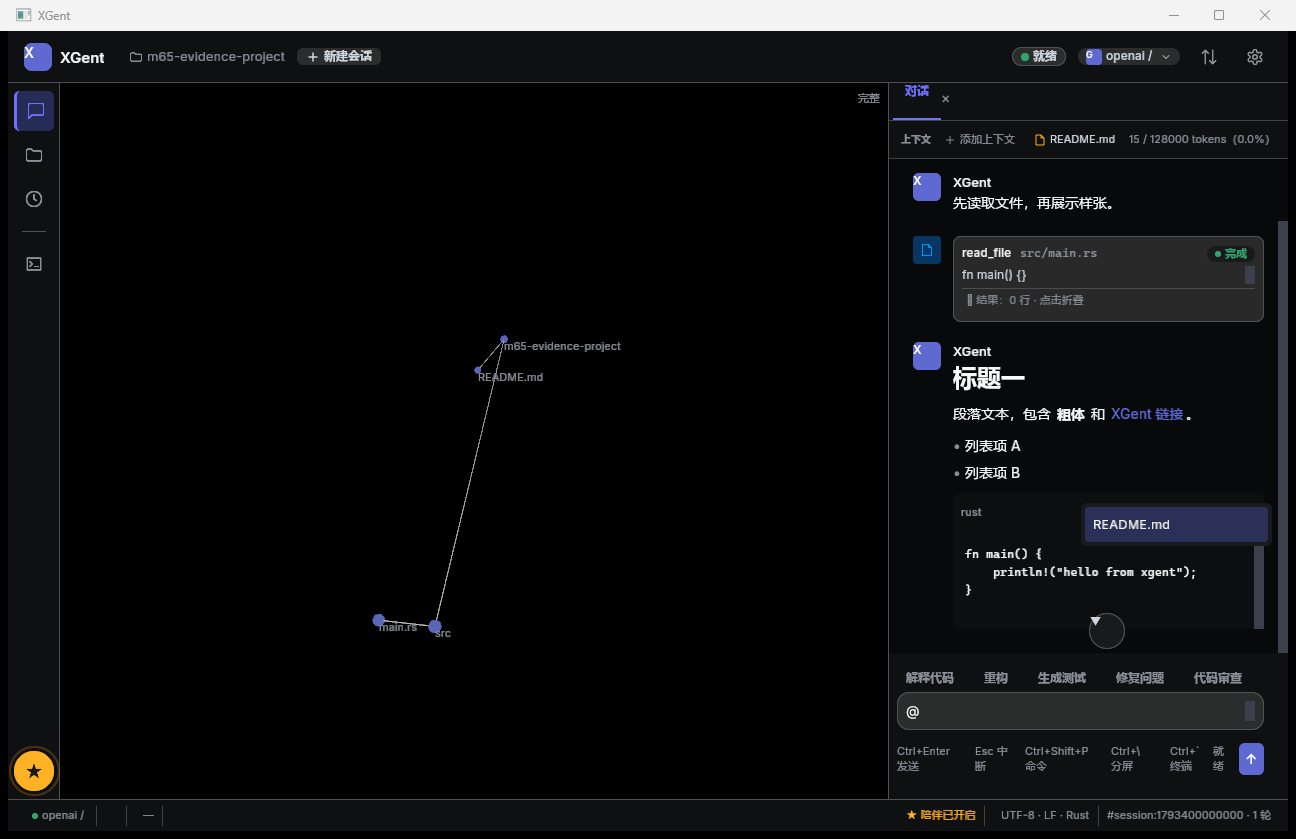 XGent
X
XGent
m65-evidence-project
+ 新建会话
就绪
G
openai /
完整
对话
×
上下文
+ 添加上下文
README.md
15 / 128000 tokens (0.0%)
X
XGent
先读取文件，再展示样张。
read_file src/main.rs
完成
fn main() {}
结果：0 行 · 点击折叠
X
XGent
标题一
段落文本，包含 粗体 和 XGent 链接。
• 列表项 A
• 列表项 B
rust
README.md
fn main() {
println!("hello from xgent");
}
m65-evidence-project
README.md
main.rs
src
解释代码
重构
生成测试
修复问题
代码审查
@
Ctrl+Enter 发送
Esc 中断
Ctrl+Shift+P 命令
Ctrl+\ 分屏
Ctrl+` 终端
就绪
openai /
—
★ 陪伴已开启
UTF-8 · LF · Rust
#session:1793400000000 · 1 轮